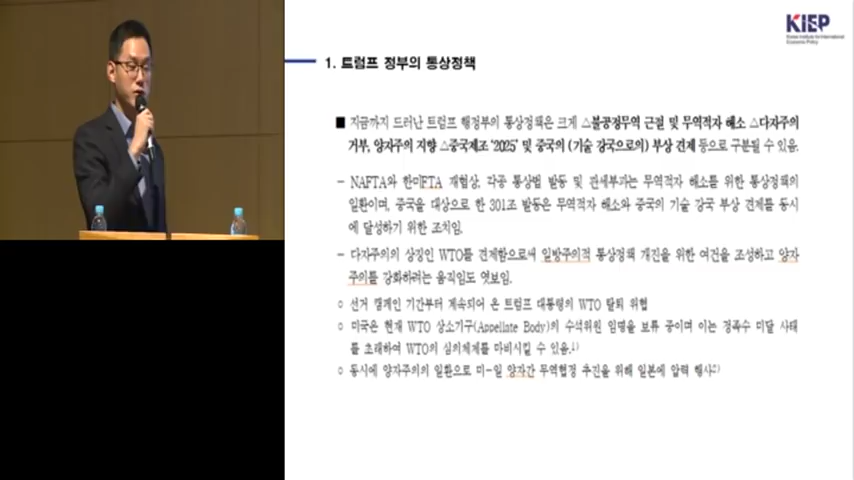 KIEP
Korea Institute for International
Economic Policy
1. 트럼프 정부의 통상정책
■ 지금까지 드러난 트럼프 행정부의 통상정책은 크게 △불공정무역 근절 및 무역적자 해소 △다자주의
거부, 양자주의 지향 △중국제조 '2025' 및 중국의 (기술 강국으로의) 부상 견제 등으로 구분될 수 있음.
- NAFTA와 한미FTA 재협상, 각종 통상법 발동 및 관세부과는 무역적자 해소를 위한 통상정책의
일환이며, 중국을 대상으로 한 301조 발동은 무역적자 해소와 중국의 기술 강국 부상 견제를 동시
에 달성하기 위한 조치임.
- 다자주의의 상징인 WTO를 견제함으로써 일방주의적 통상정책 개진을 위한 여건을 조성하고 양자
주의를 강화하려는 움직임도 엿보임.
○ 선거 캠페인 기간부터 계속되어 온 트럼프 대통령의 WTO 탈퇴 위협
○ 미국은 현재 WTO 상소기구(Appellate Body)의 수석위원 임명을 보류 중이며 이는 정족수 미달 사태
를 초래하여 WTO의 심의체제를 마비시킬 수 있음.1)
○ 동시에 양자주의의 일환으로 미-일 양자간 무역협정 추진을 위해 일본에 압력 행사2)